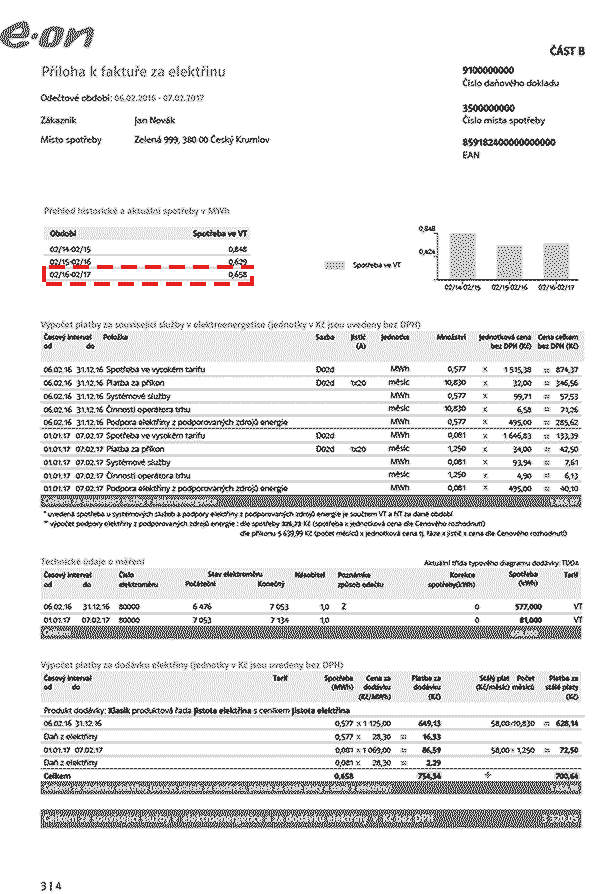 e·on
ČÁST B
Příloha k faktuře za elektřinu
9100000000
Číslo daňového dokladu
Odečtové období: 06.02.2016 - 07.02.2017
3500000000
Číslo místa spotřeby
Zákazník Jan Novák
Místo spotřeby Zelená 999, 380 00 Český Krumlov
859182400000000000
EAN
Přehled historické a aktuální spotřeby v MWh
Období Spotřeba ve VT
02/14-02/15 0,848
02/15-02/16 0,629
02/16-02/17 0,658
Spotřeba ve VT
0,848
0,424
02/14-02/15 02/15-02/16 02/16-02/17
Výpočet platby za související služby v elektroenergetice (jednotky v Kč jsou uvedeny bez DPH)
Časový interval Položka Sazba Jistič Jednotka Množství Jednotková cena Cena celkem
od do (A) bez DPH (Kč) bez DPH (Kč)
06.02.16 31.12.16 Spotřeba ve vysokém tarifu D02d MWh 0,577 x 1 515,38 = 874,37
06.02.16 31.12.16 Platba za příkon D02d 1x20 měsíc 10,830 x 32,00 = 346,56
06.02.16 31.12.16 Systémové služby MWh 0,577 x 99,71 = 57,53
06.02.16 31.12.16 Činnosti operátora trhu měsíc 10,830 x 6,58 = 71,26
06.02.16 31.12.16 Podpora elektřiny z podporovaných zdrojů energie MWh 0,577 x 495,00 = 285,62
01.01.17 07.02.17 Spotřeba ve vysokém tarifu D02d MWh 0,081 x 1 646,83 = 133,39
01.01.17 07.02.17 Platba za příkon D02d 1x20 měsíc 1,250 x 34,00 = 42,50
01.01.17 07.02.17 Systémové služby MWh 0,081 x 93,94 = 7,61
01.01.17 07.02.17 Činnosti operátora trhu měsíc 1,250 x 4,90 = 6,13
01.01.17 07.02.17 Podpora elektřiny z podporovaných zdrojů energie MWh 0,081 x 495,00 = 40,10
* uvedená spotřeba u systémových služeb a podpory elektřiny z podporovaných zdrojů energie je součtem VT a NT za dané období
** výpočet podpory elektřiny z podporovaných zdrojů energie : dle spotřeby Kč (spotřeba x jednotková cena dle Cenového rozhodnutí)
dle příkonu Kč (počet měsíců x jednotková cena tj. fáze x jistič x cena dle Cenového rozhodnutí)
Technické údaje o měření
Aktuální třída typového diagramu dodávky: TDD4
Časový interval Číslo Stav elektroměru Násobitel Poznámka Korekce Spotřeba Tarif
od do elektroměru Počáteční Konečný způsob odečtu spotřeby(kWh) (kWh)
06.02.16 31.12.16 80000 6 476 7 053 1,0 Z 0 577,000 VT
01.01.17 07.02.17 80000 7 053 7 134 1,0 0 81,000 VT
Celkem
Výpočet platby za dodávku elektřiny (jednotky v Kč jsou uvedeny bez DPH)
Časový interval Tarif Spotřeba Cena za Platba za Stálý plat Počet Platba za
od do (MWh) dodávku dodávku (Kč/měsíc) měsíců stálé platy
(Kč/MWh) (Kč) (Kč)
Produkt dodávky: Klasik produktová řada Jistota elektřina s ceníkem Jistota elektřina
06.02.16 31.12.16 0,577 x 1 125,00 649,13 58,00 x 10,830 = 628,14
Daň z elektřiny 0,577 x 28,30 = 16,33
01.01.17 07.02.17 0,081 x 1 069,00 86,59 58,00 x 1,250 = 72,50
Daň z elektřiny 0,081 x 28,30 = 2,29
Celkem 0,658 754,34 + 700,64
Celkem za související služby v elektroenergetice a za dodávku elektřiny v Kč bez DPH 3 320,05
3 | 4